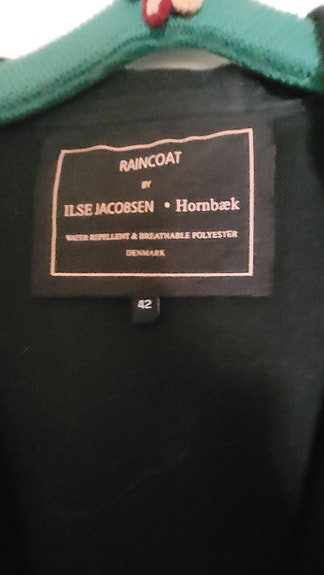 RAINCOAT
BY
ILSE JACOBSEN • Hornbæk
WATER REPELLENT & BREATHABLE POLYESTER
DENMARK
42